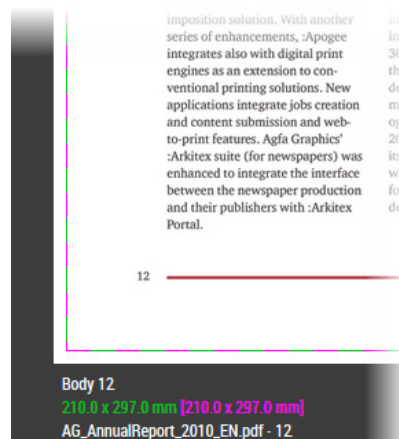 imposition solution. With another
series of enhancements, :Apogee
integrates also with digital print
engines as an extension to con-
ventional printing solutions. New
applications integrate jobs creation
and content submission and web-
to-print features. Agfa Graphics'
:Arkitex suite (for newspapers) was
enhanced to integrate the interface
between the newspaper production
and their publishers with :Arkitex
Portal.
12
Body 12
210.0 x 297.0 mm [210.0 x 297.0 mm]
AG_AnnualReport_2010_EN.pdf - 12